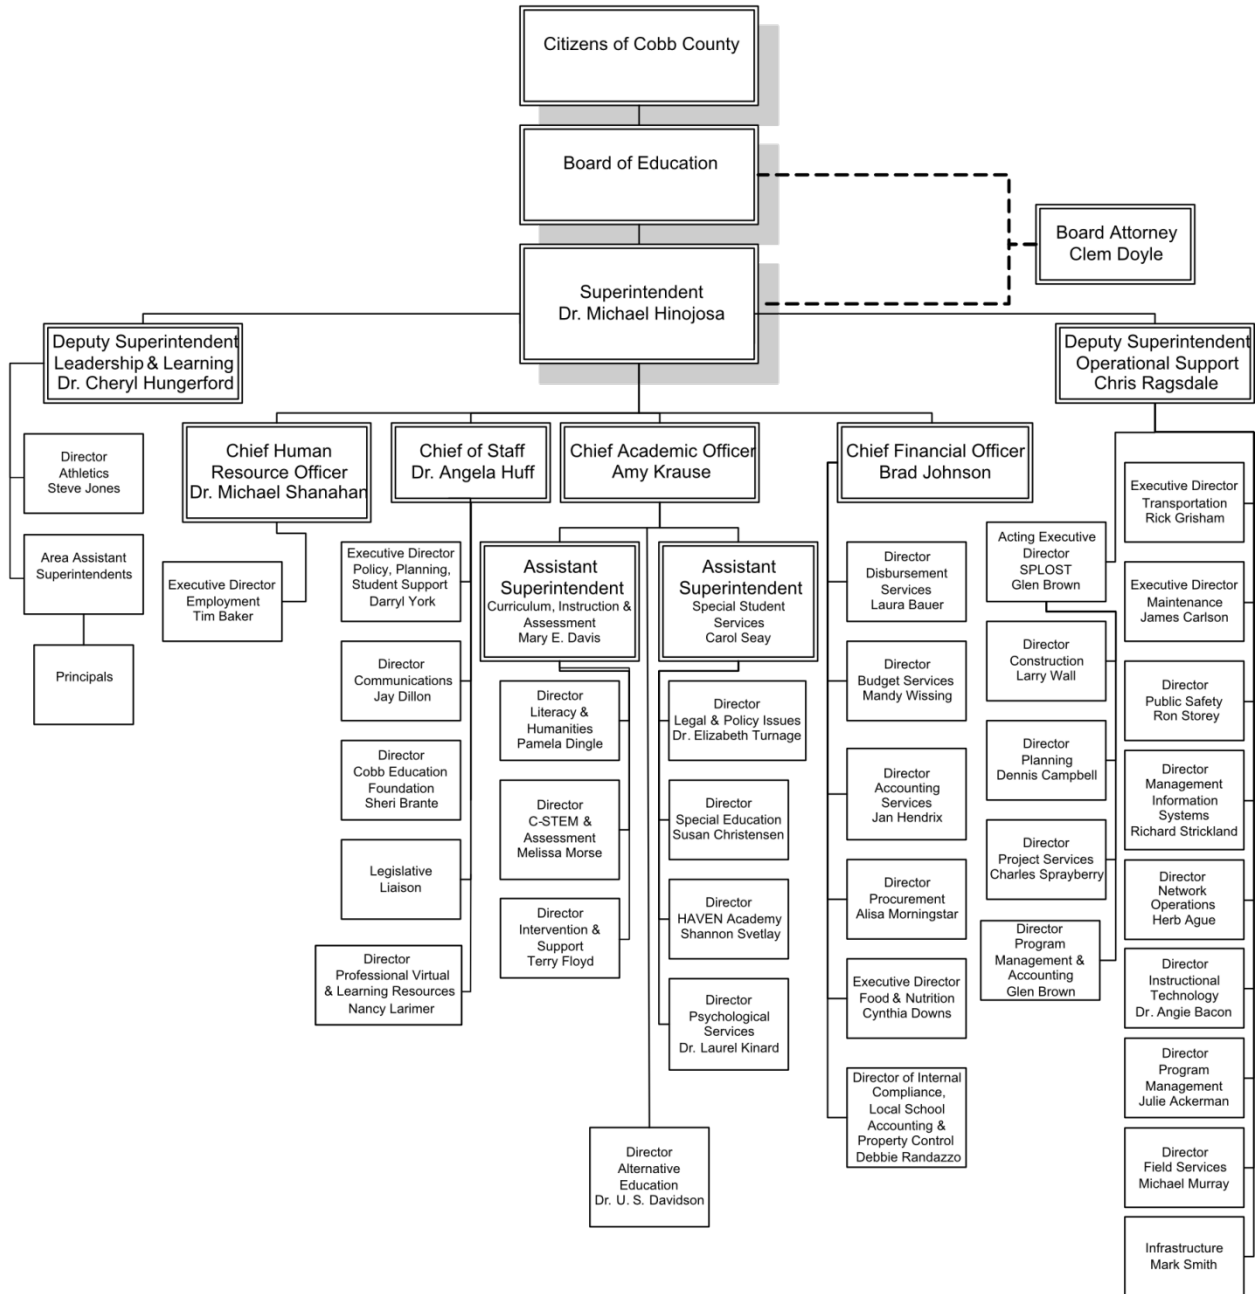 Citizens of Cobb County
Board of Education
Board Attorney
Clem Doyle
Superintendent
Dr. Michael Hinojosa
Deputy Superintendent
Leadership & Learning
Dr. Cheryl Hungerford
Deputy Superintendent
Operational Support
Chris Ragsdale
Director
Athletics
Steve Jones
Area Assistant
Superintendents
Principals
Chief Human
Resource Officer
Dr. Michael Shanahan
Executive Director
Employment
Tim Baker
Chief of Staff
Dr. Angela Huff
Executive Director
Policy, Planning,
Student Support
Darryl York
Director
Communications
Jay Dillon
Director
Cobb Education
Foundation
Sheri Brante
Legislative
Liaison
Director
Professional Virtual
& Learning Resources
Nancy Larimer
Chief Academic Officer
Amy Krause
Assistant
Superintendent
Curriculum, Instruction &
Assessment
Mary E. Davis
Director
Literacy &
Humanities
Pamela Dingle
Director
C-STEM &
Assessment
Melissa Morse
Director
Intervention &
Support
Terry Floyd
Assistant
Superintendent
Special Student
Services
Carol Seay
Director
Legal & Policy Issues
Dr. Elizabeth Turnage
Director
Special Education
Susan Christensen
Director
HAVEN Academy
Shannon Svetlay
Director
Psychological
Services
Dr. Laurel Kinard
Director
Alternative
Education
Dr. U. S. Davidson
Chief Financial Officer
Brad Johnson
Director
Disbursement
Services
Laura Bauer
Director
Budget Services
Mandy Wissing
Director
Accounting
Services
Jan Hendrix
Director
Procurement
Alisa Morningstar
Executive Director
Food & Nutrition
Cynthia Downs
Director of Internal
Compliance,
Local School
Accounting &
Property Control
Debbie Randazzo
Acting Executive
Director
SPLOST
Glen Brown
Director
Construction
Larry Wall
Director
Planning
Dennis Campbell
Director
Project Services
Charles Sprayberry
Director
Program
Management &
Accounting
Glen Brown
Executive Director
Transportation
Rick Grisham
Executive Director
Maintenance
James Carlson
Director
Public Safety
Ron Storey
Director
Management
Information
Systems
Richard Strickland
Director
Network
Operations
Herb Ague
Director
Instructional
Technology
Dr. Angie Bacon
Director
Program
Management
Julie Ackerman
Director
Field Services
Michael Murray
Infrastructure
Mark Smith